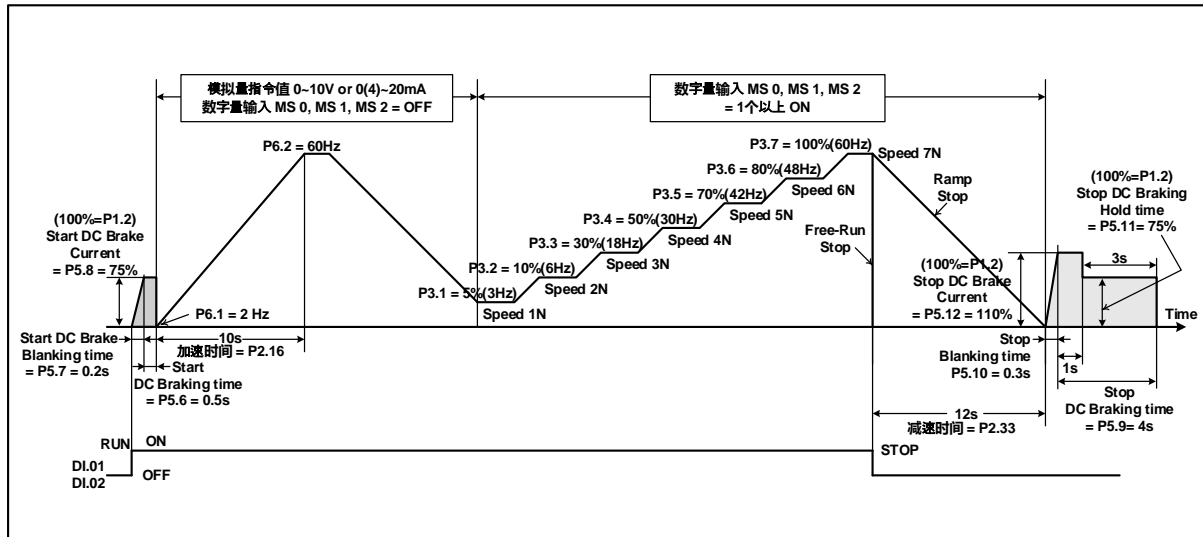 模拟量指令值 0~10V or 0(4)~20mA
数字量输入 MS 0, MS 1, MS 2 = OFF
数字量输入 MS 0, MS 1, MS 2
= 1个以上 ON
P6.2 = 60Hz
P3.7 = 100%(60Hz)
Speed 7N
P3.6 = 80%(48Hz)
Speed 6N
P3.5 = 70%(42Hz)
Speed 5N
P3.4 = 50%(30Hz)
Speed 4N
P3.3 = 30%(18Hz)
Speed 3N
P3.2 = 10%(6Hz)
Speed 2N
P3.1 = 5%(3Hz)
Speed 1N
(100%=P1.2)
Start DC Brake
Current
= P5.8 = 75%
P6.1 = 2 Hz
Ramp
Stop
Free-Run
Stop
(100%=P1.2)
Stop DC Braking
Hold time
= P5.11= 75%
(100%=P1.2)
Stop DC Brake
Current
= P5.12 = 110%
3s
Time
Start DC Brake
Blanking time
= P5.7 = 0.2s
10s
加速时间 = P2.16
Start
DC Braking time
= P5.6 = 0.5s
Stop
Blanking time
P5.10 = 0.3s
1s
Stop
DC Braking time
= P5.9= 4s
12s
减速时间 = P2.33
RUN
ON
STOP
DI.01
DI.02
OFF